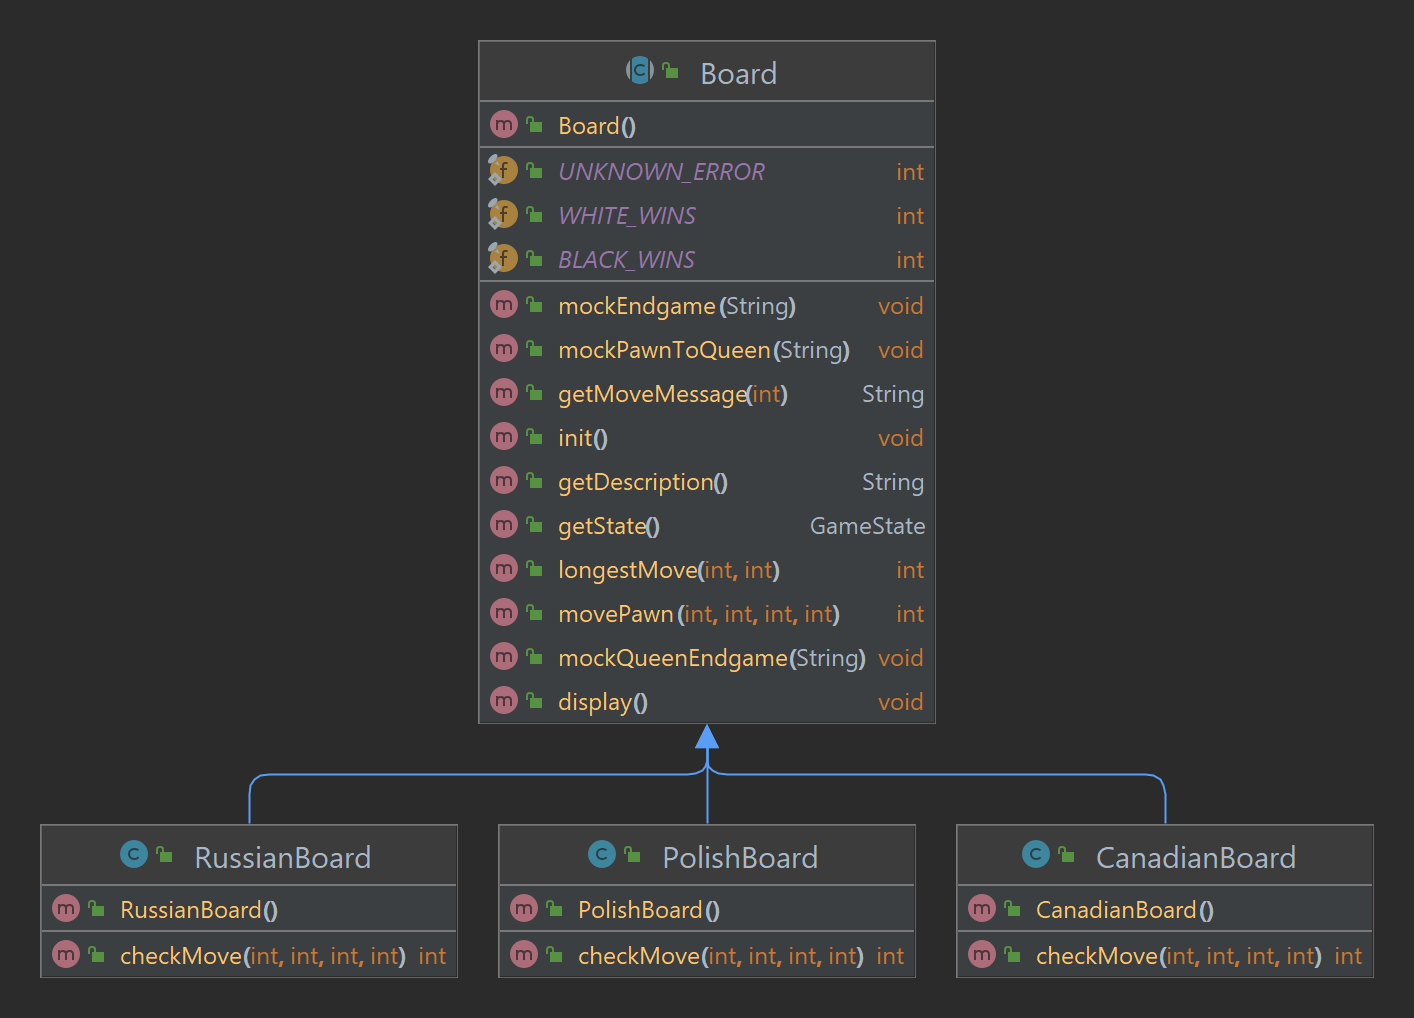 Board
Board()
UNKNOWN_ERROR int
WHITE_WINS int
BLACK_WINS int
mockEndgame(String) void
mockPawnToQueen(String) void
getMoveMessage(int) String
init() void
getDescription() String
getState() GameState
longestMove(int, int) int
movePawn(int, int, int, int) int
mockQueenEndgame(String) void
display() void
RussianBoard
RussianBoard()
checkMove(int, int, int, int) int
PolishBoard
PolishBoard()
checkMove(int, int, int, int) int
CanadianBoard
CanadianBoard()
checkMove(int, int, int, int) int